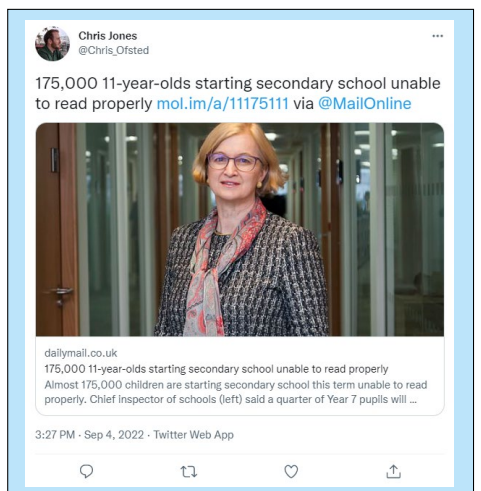 Chris Jones
@Chris_Ofsted
175,000 11-year-olds starting secondary school unable
to read properly mol.im/a/11175111 via @MailOnline
dailymail.co.uk
175,000 11-year-olds starting secondary school unable to read properly
Almost 175,000 children are starting secondary school this term unable to read
properly. Chief inspector of schools (left) said a quarter of Year 7 pupils will ...
3:27 PM · Sep 4, 2022 · Twitter Web App